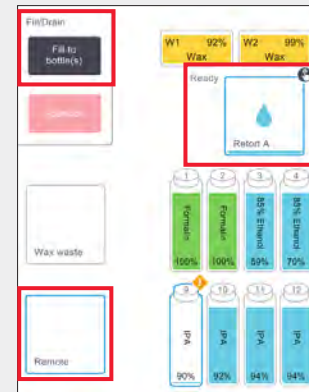 Fill/Drain
Fill to
bottle(s)
W1 92% W2 99%
Wax Wax
Ready
Retort A
1 2 3 4
Formalin Formalin 85% Ethanol 85% Ethanol
100% 100% 70%
Wax waste
9 10 11 12
IPA IPA IPA IPA
90% 92% 94% 94%
Remote